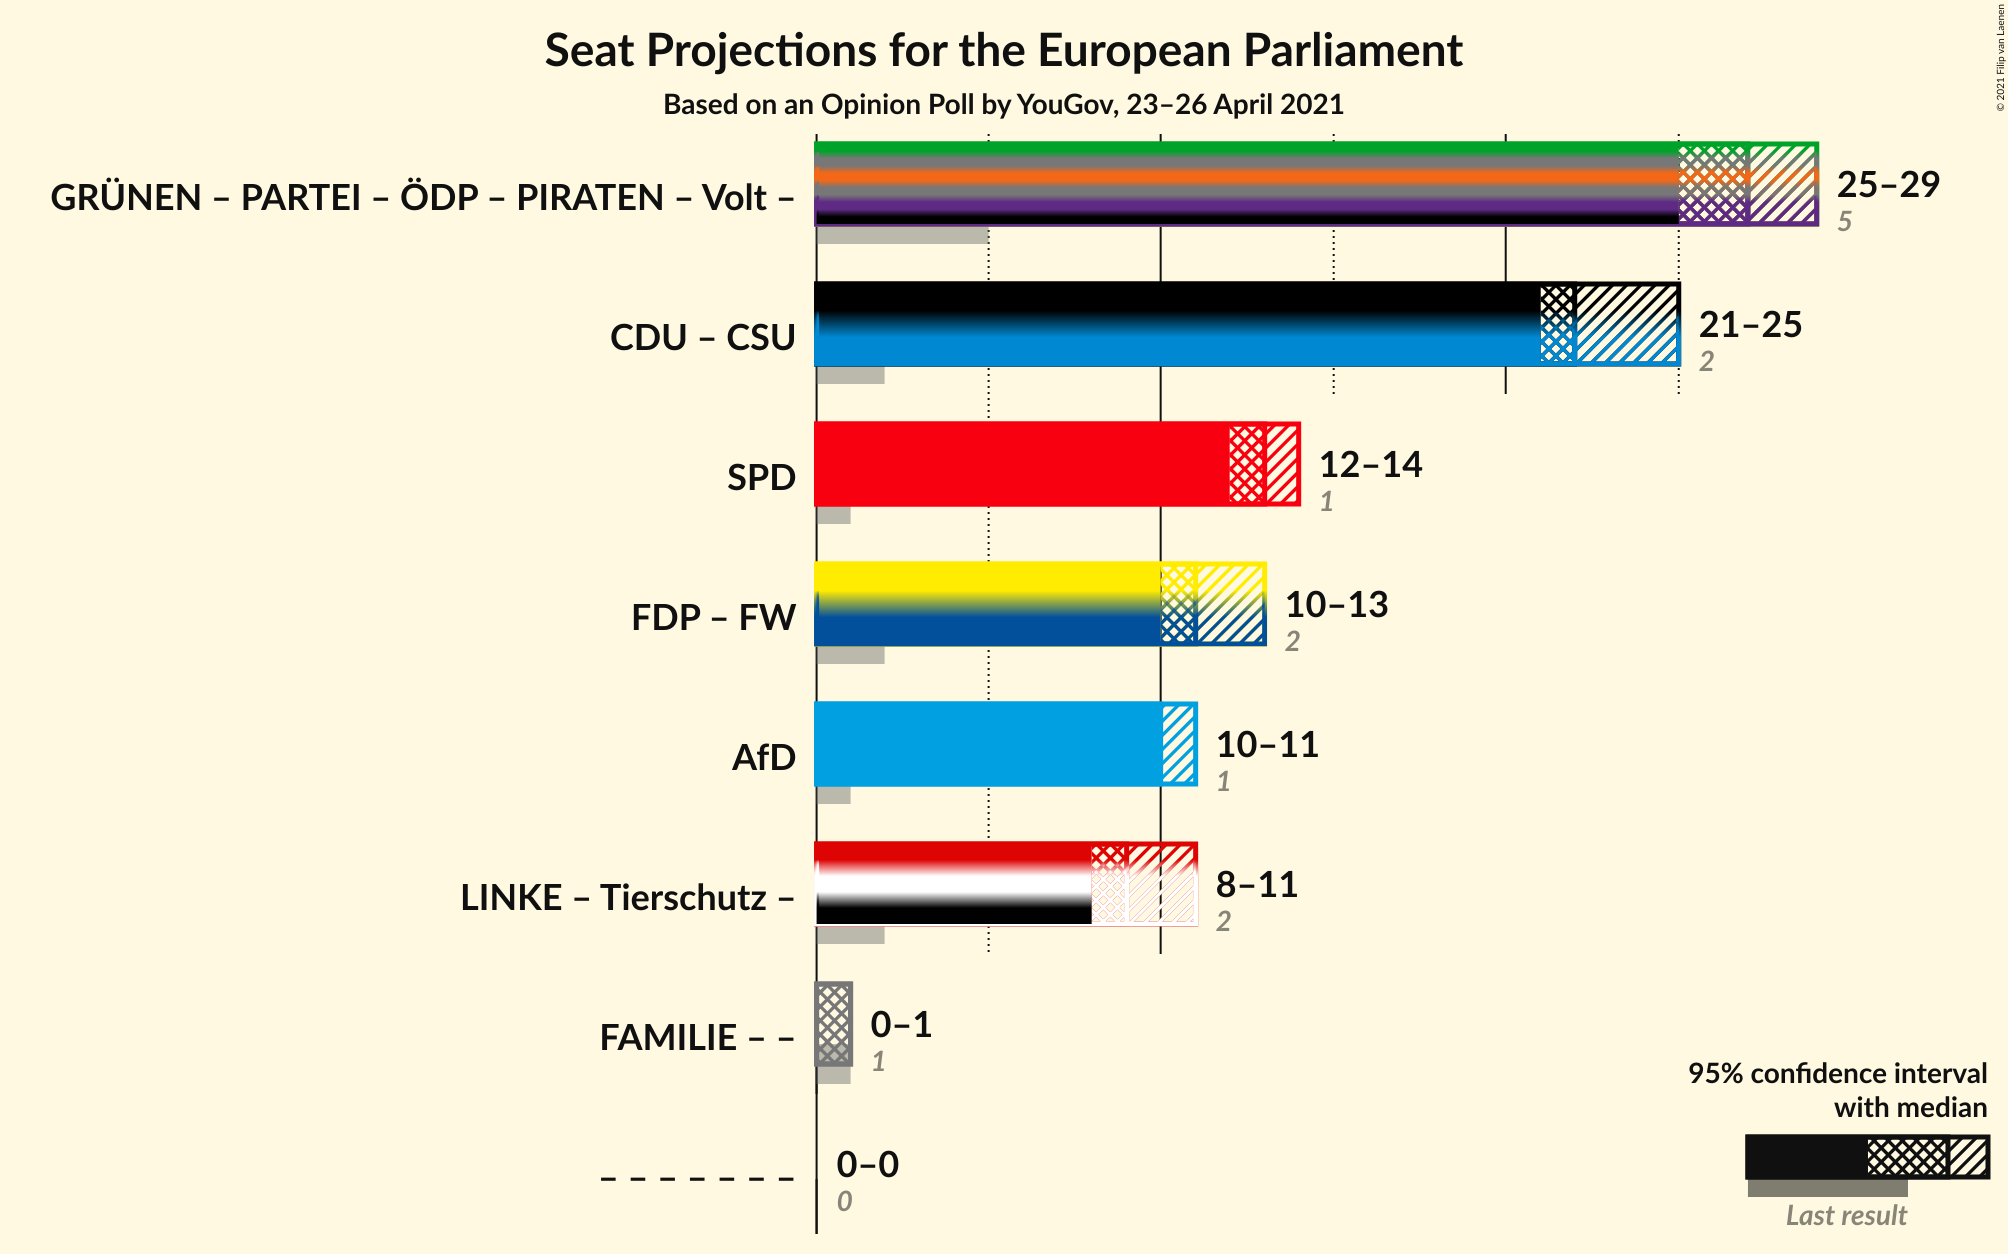 Seat Projections for the European Parliament
Based on an Opinion Poll by YouGov, 23–26 April 2021
© 2021 Filip van Laenen
GRÜNEN – PARTEI – ÖDP – PIRATEN – Volt –
25–29
5
CDU – CSU
21–25
2
SPD
12–14
1
FDP – FW
10–13
2
AfD
10–11
1
LINKE – Tierschutz –
8–11
2
FAMILIE – –
0–1
1
– – – – – – –
0–0
0
95% confidence interval
with median
Last result